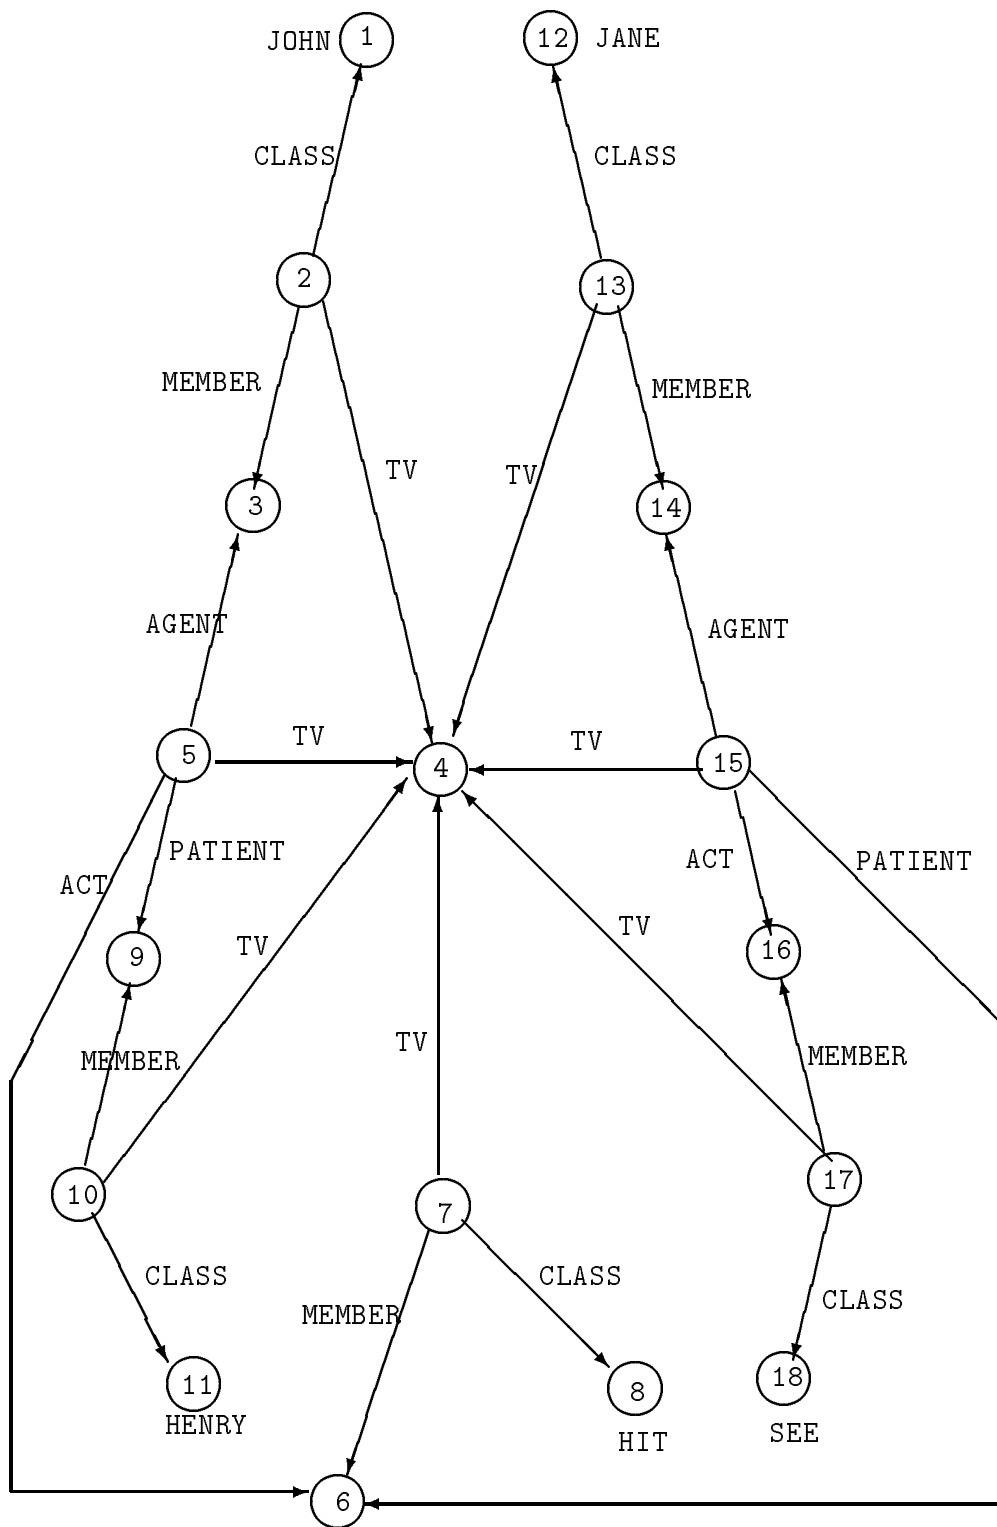 JOHN 1 12 JANE
CLASS CLASS
2 13
MEMBER MEMBER
TV TV
3 14
AGENT AGENT
TV TV
5 4 15
PATIENT ACT PATIENT
ACT
TV TV
9 16
TV
MEMBER MEMBER
10 7 17
CLASS CLASS
MEMBER CLASS
11 8 18
HENRY HIT SEE
6